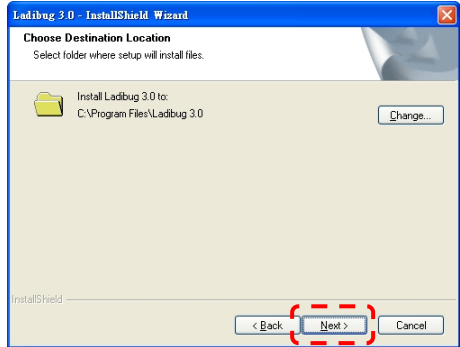 Ladibug 3.0 - InstallShield Wizard
Choose Destination Location
Select folder where setup will install files.
Install Ladibug 3.0 to:
C:\Program Files\Ladibug 3.0
Change...
InstallShield
< Back
Next >
Cancel